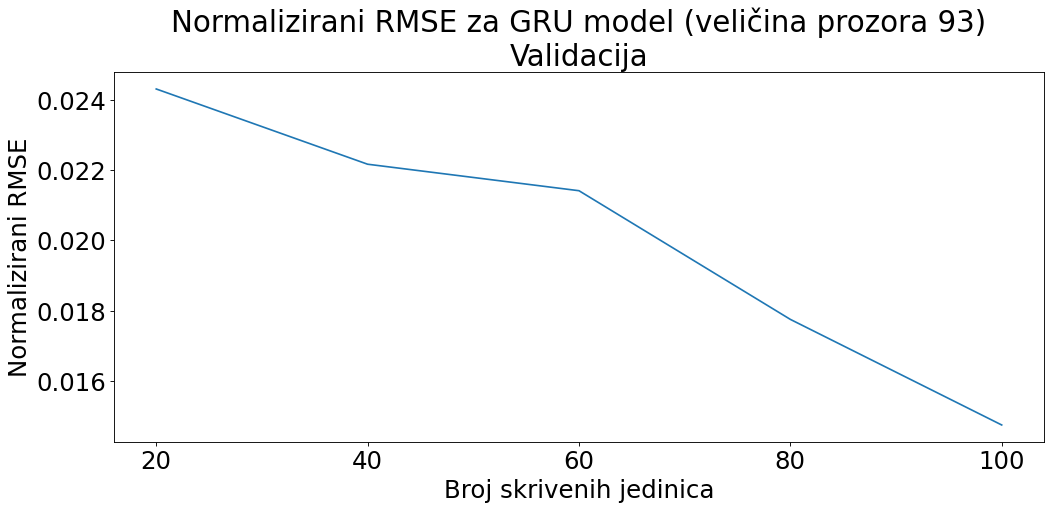 Normalizirani RMSE za GRU model (veličina prozora 93)
Validacija
Normalizirani RMSE
0.024
0.022
0.020
0.018
0.016
20 40 60 80 100
Broj skrivenih jedinica